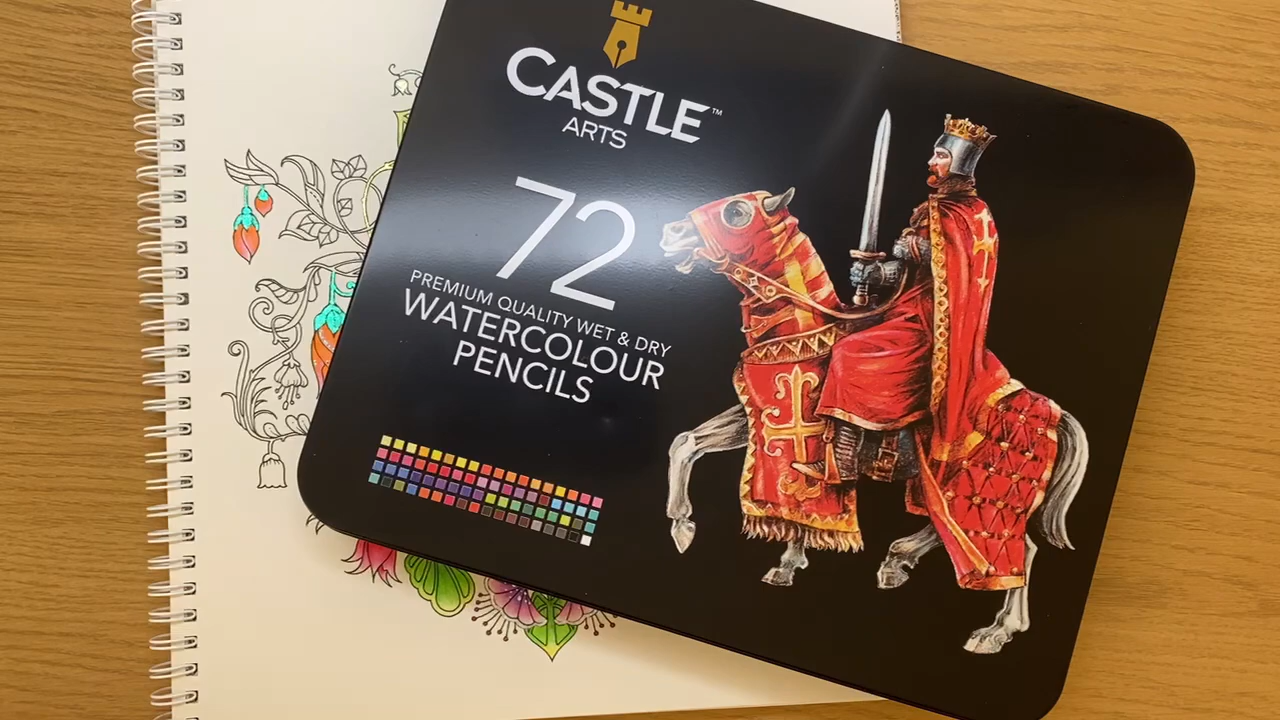 CASTLE™
ARTS
72
PREMIUM QUALITY WET & DRY
WATERCOLOUR
PENCILS